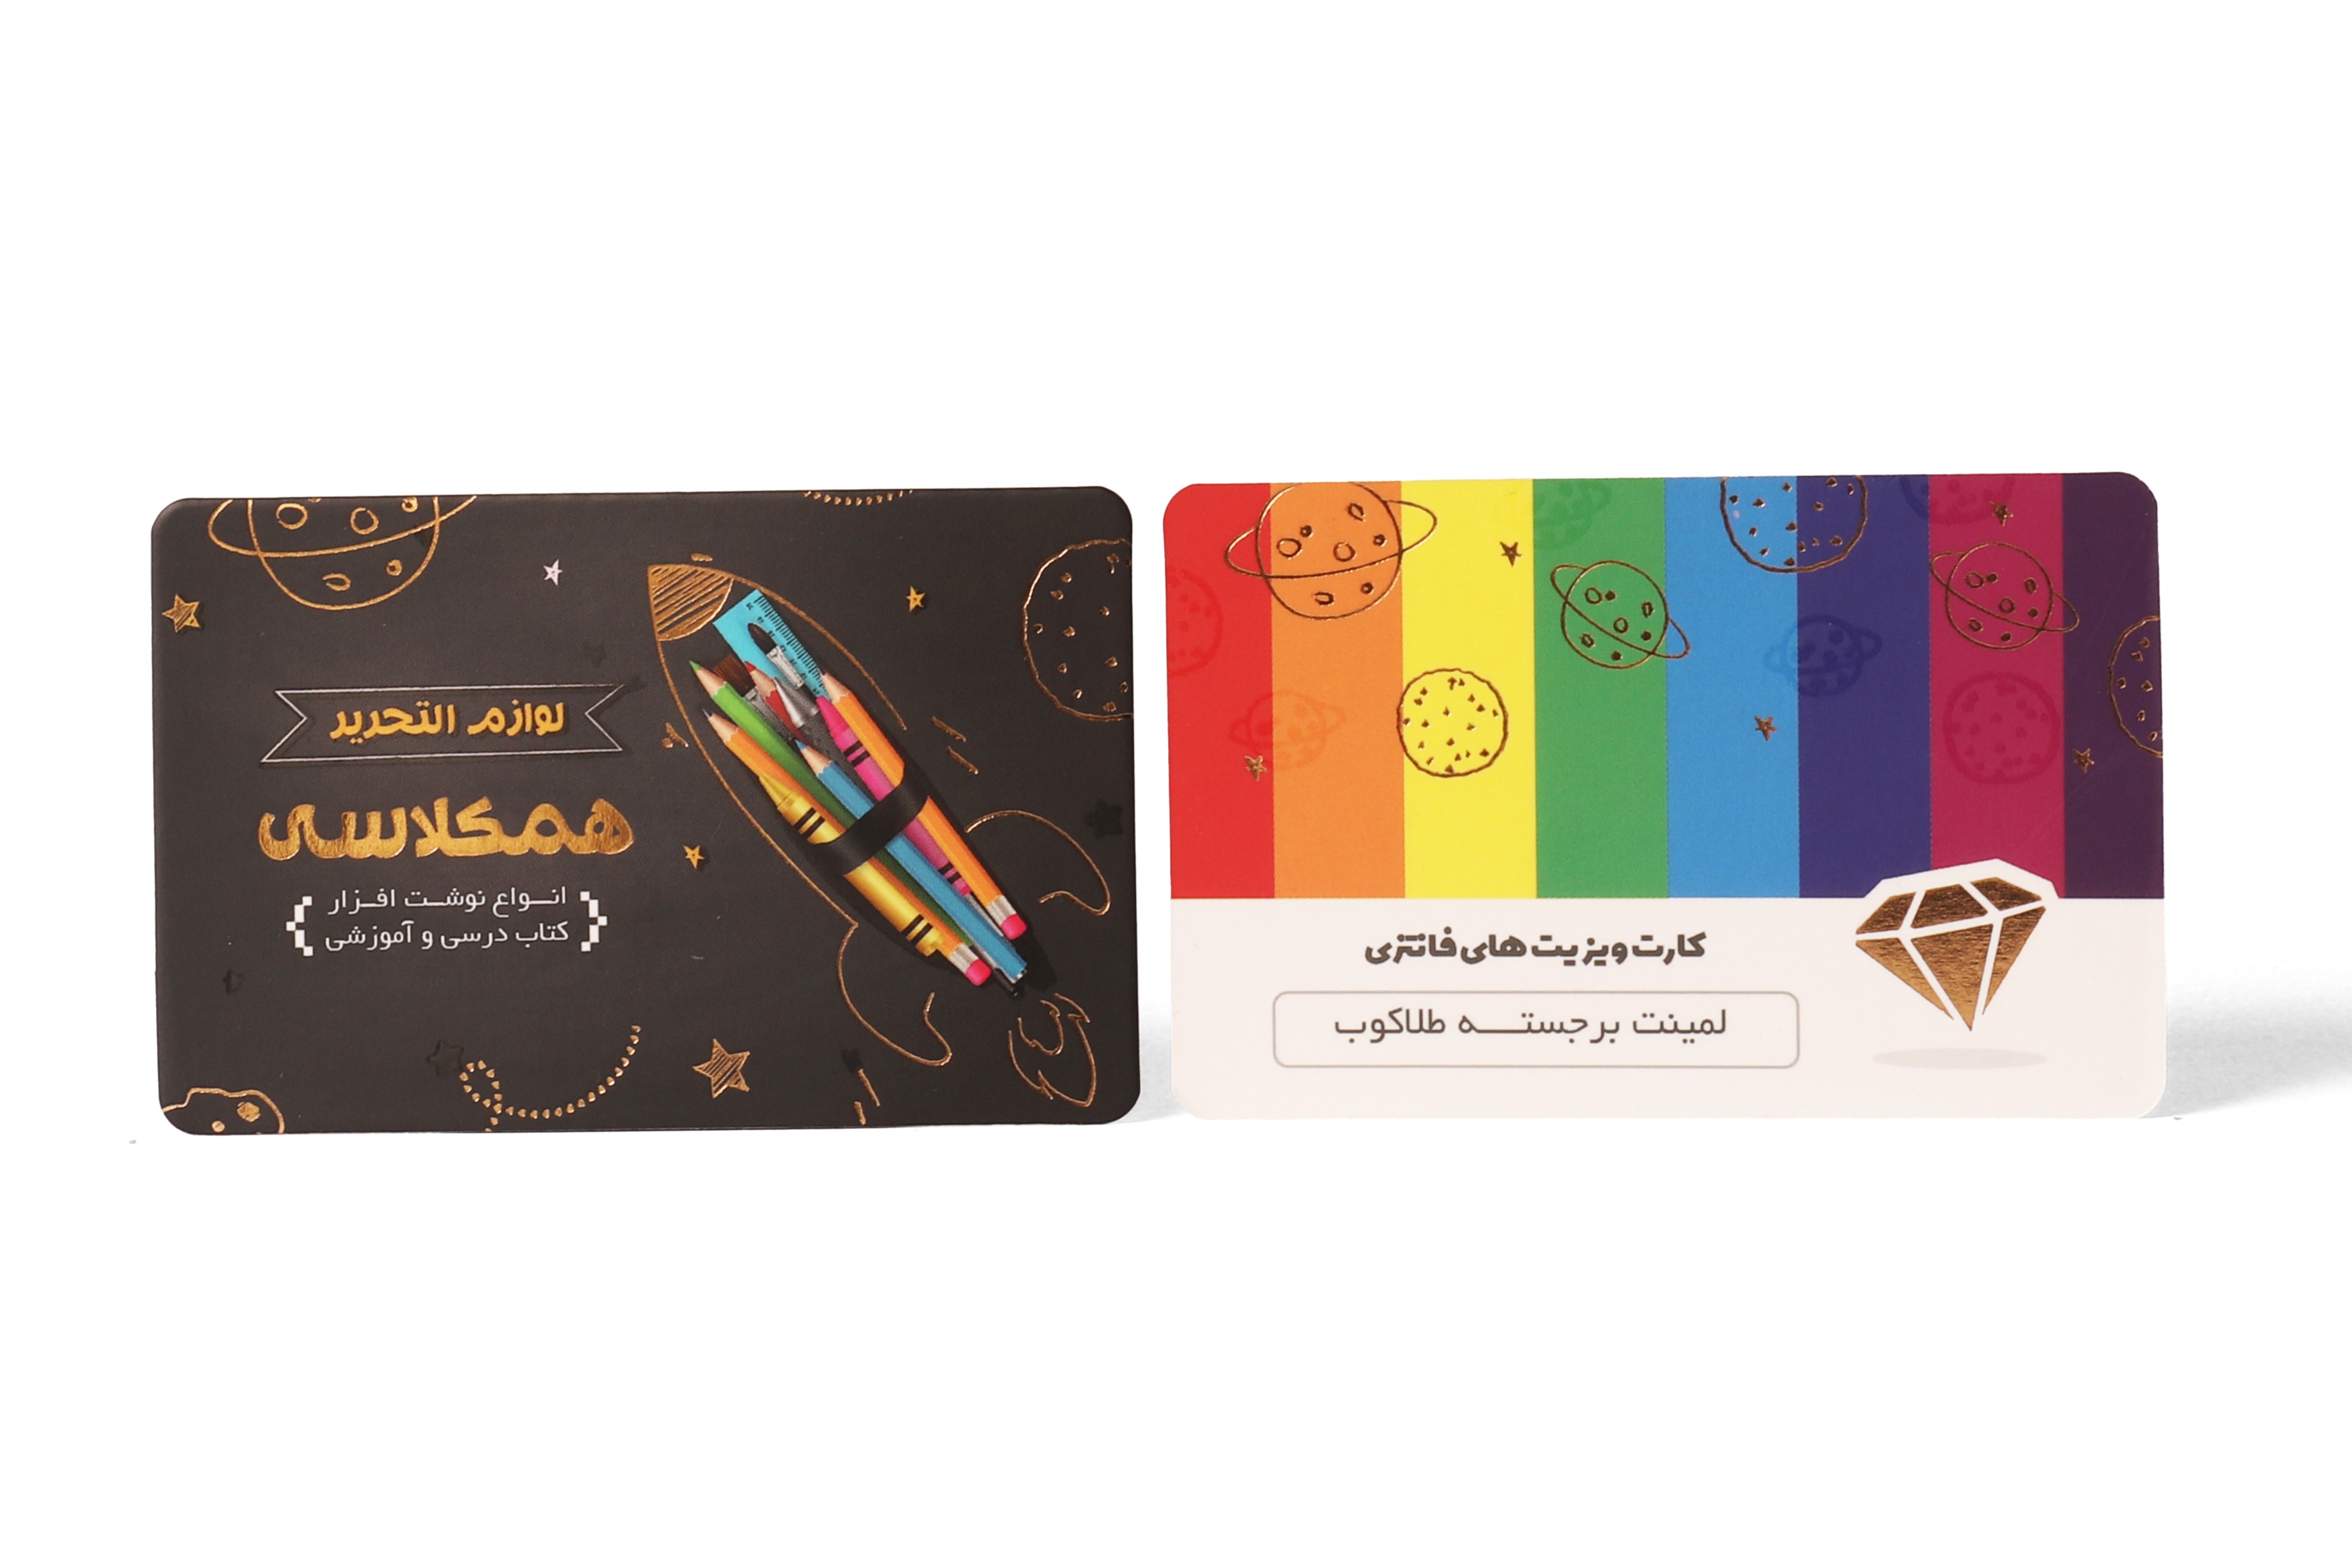 لوازم التحریر
همکلاسی
انواع نوشت افزار
کتاب درسی و آموزشی
کارت ویزیت های فانتزی
لمینت برجسته طلاکوب